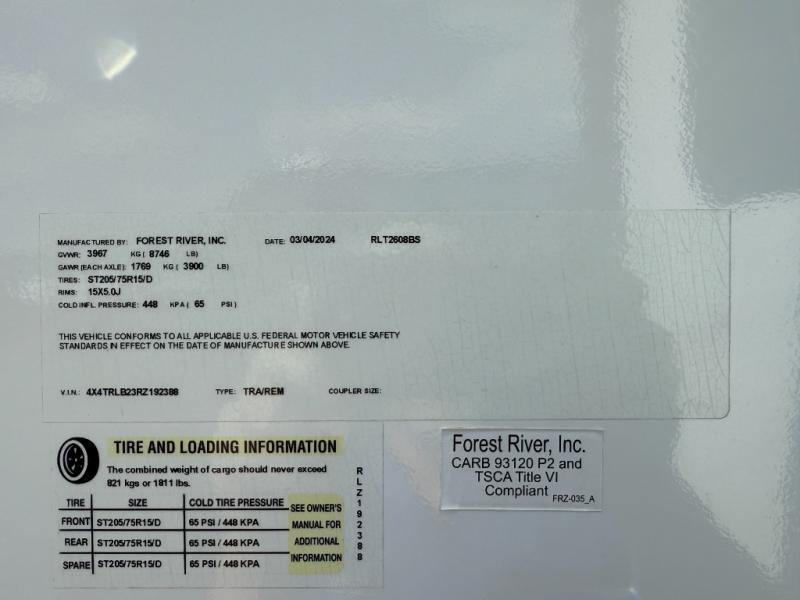 MANUFACTURED BY: FOREST RIVER, INC. DATE: 03/04/2024 RLT2608BS
GVWR: 3967 KG ( 8746 LB)
GAWR (EACH AXLE): 1769 KG ( 3900 LB)
TIRES: ST205/75R15/D
RIMS: 15X5.0J
COLD INFL. PRESSURE: 448 KPA ( 65 PSI )
THIS VEHICLE CONFORMS TO ALL APPLICABLE U.S. FEDERAL MOTOR VEHICLE SAFETY
STANDARDS IN EFFECT ON THE DATE OF MANUFACTURE SHOWN ABOVE.
V.I.N.: 4X4TRLB23RZ192388 TYPE: TRA/REM COUPLER SIZE:
TIRE AND LOADING INFORMATION
The combined weight of cargo should never exceed
821 kgs or 1811 lbs.
TIRE SIZE COLD TIRE PRESSURE
FRONT ST205/75R15/D 65 PSI / 448 KPA
REAR ST205/75R15/D 65 PSI / 448 KPA
SPARE ST205/75R15/D 65 PSI / 448 KPA
SEE OWNER'S
MANUAL FOR
ADDITIONAL
INFORMATION
RLZ192388
Forest River, Inc.
CARB 93120 P2 and
TSCA Title VI
Compliant FRZ-035_A